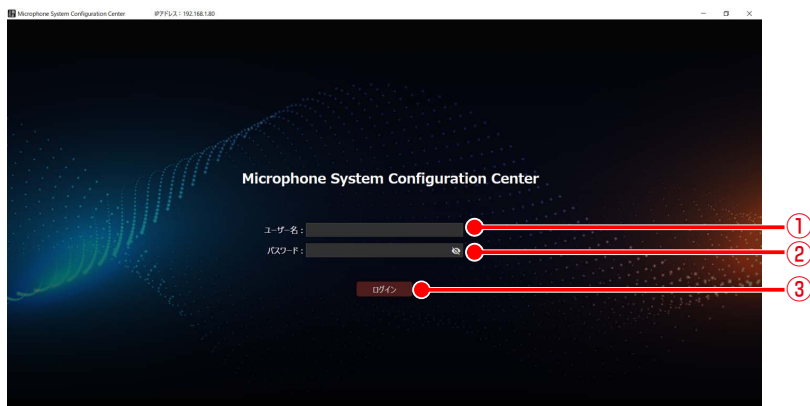 Microphone System Configuration Center IPアドレス：192.168.1.80
Microphone System Configuration Center
ユーザー名：
①
パスワード：
②
ログイン
③